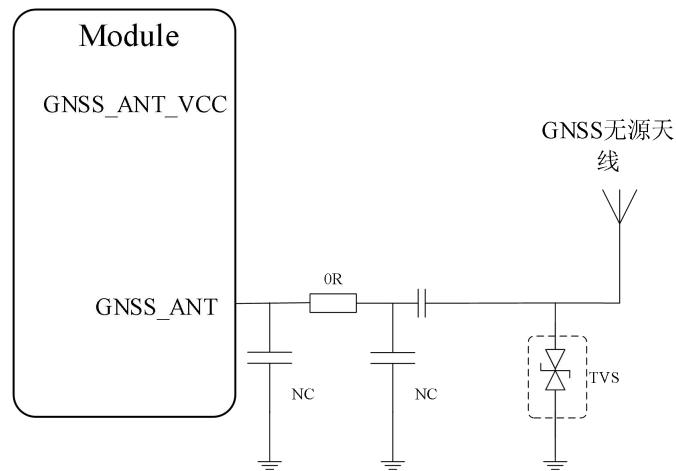 Module
GNSS_ANT_VCC
GNSS无源天
线
0R
GNSS_ANT
NC
NC
TVS